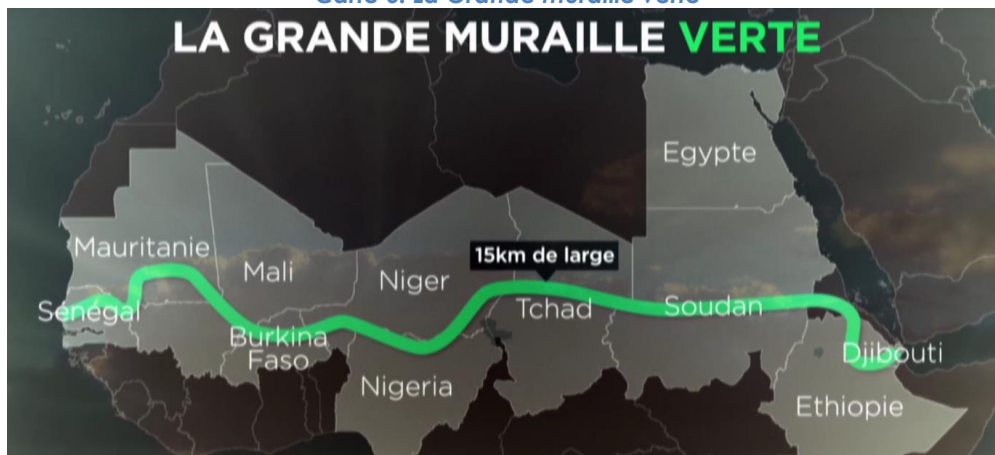 LA GRANDE MURAILLE VERTE
Egypte
Mauritanie
Mali
Niger
15km de large
Sénégal
Tchad
Soudan
Burkina
Faso
Djibouti
Nigeria
Ethiopie